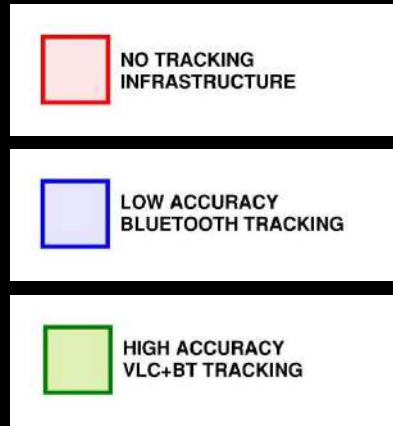 NO TRACKING
INFRASTRUCTURE
LOW ACCURACY
BLUETOOTH TRACKING
HIGH ACCURACY
VLC+BT TRACKING